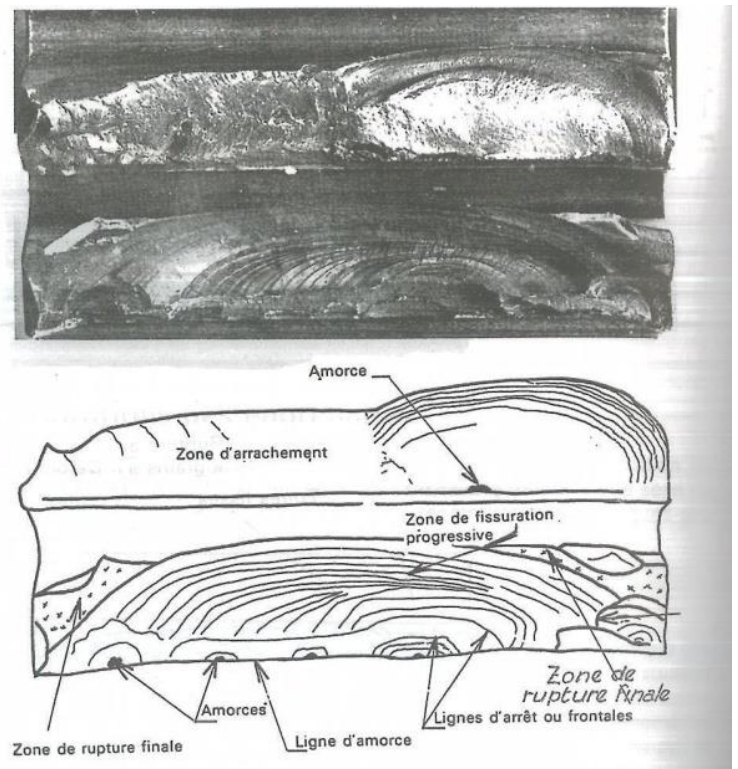 Amorce
Zone d'arrachement
Zone de fissuration
progressive
Zone de
rupture finale
Amorces
Lignes d'arrêt ou frontales
Ligne d'amorce
Zone de rupture finale